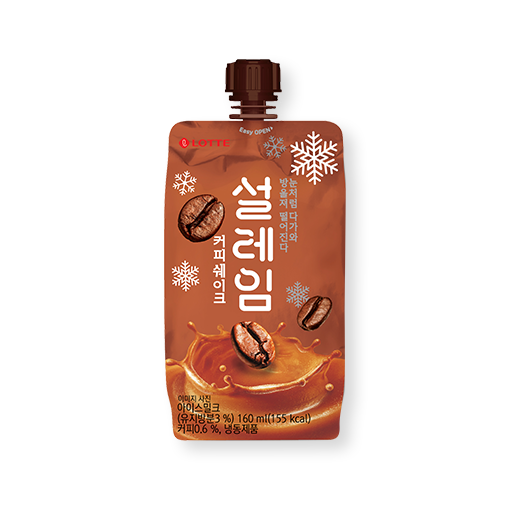 Easy OPEN
LOTTE
눈처럼 다가와
방울져 떨어진다
설레임
커피쉐이크
이미지 사진
아이스밀크
(유지방분3 %) 160 ml(155 kcal)
커피0.6 %, 냉동제품